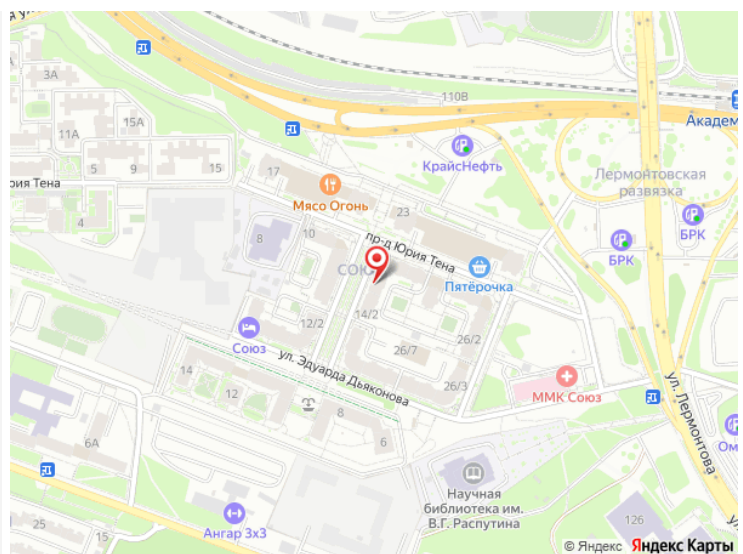 3А
110В
Академ
15А
11А
5
9
рия Тена
4
17
Мясо Огонь
КрайсНефть
Лермонтовская
развязка
БРК
БРК
23
пр-д Юрия Тена
8
10
СОЮЗ
Пятёрочка
14/2
12/2
Союз
ул. Эдуарда Дьяконова
26/2
26/7
26/3
ММК Союз
ул. Лермонтова
14
12
8
6
6А
Ом
Научная
библиотека им.
В.Г. Распутина
126
Ангар 3х3
25
15
© Яндекс Яндекс Карты